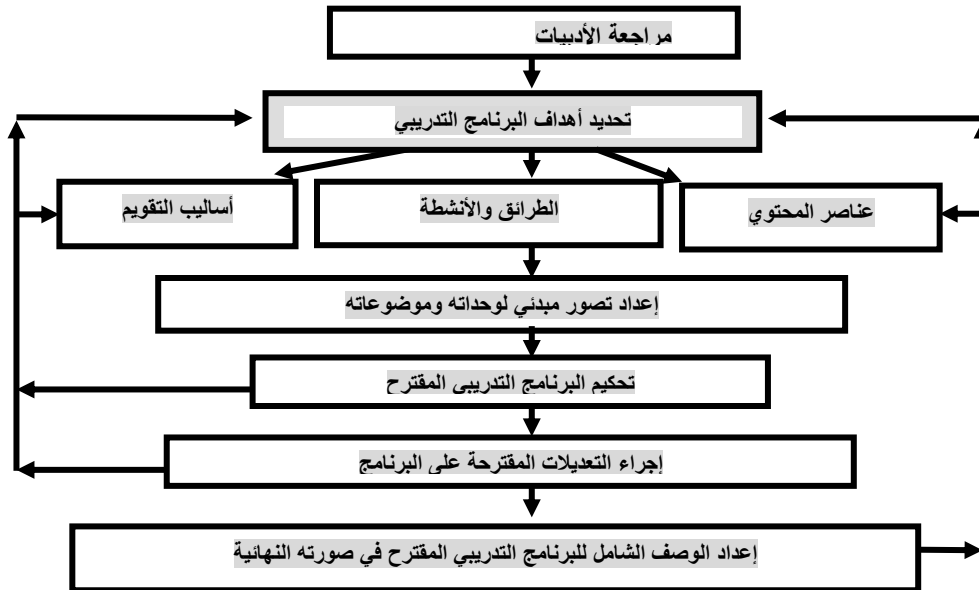 مراجعة الأدبيات
تحديد أهداف البرنامج التدريبي
عناصر المحتوي
الطرائق والأنشطة
أساليب التقويم
إعداد تصور مبدئي لوحداته وموضوعاته
تحكيم البرنامج التدريبي المقترح
إجراء التعديلات المقترحة على البرنامج
إعداد الوصف الشامل للبرنامج التدريبي المقترح في صورته النهائية